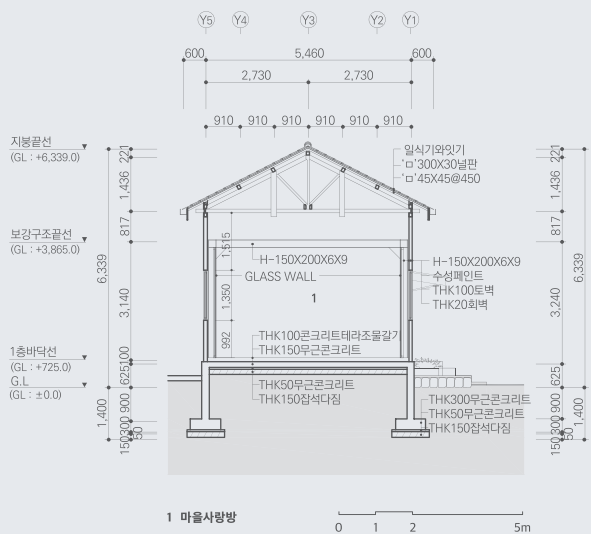 Y5 Y4 Y3 Y2 Y1
600 5,460 600
2,730 2,730
910 910 910 910 910 910
지붕끝선
(GL : +6,339.0)
보강구조끝선
(GL : +3,865.0)
1층바닥선
(GL : +725.0)
G.L
(GL : ±0.0)
6,339
1,400
221
1,436
817
3,140
100
625
900
300
150
50
일식기와잇기
'ㅁ'300X30널판
'ㅁ'45X45@450
1,515
1,350
992
H-150X200X6X9
GLASS WALL
1
THK100콘크리트테라조물갈기
THK150무근콘크리트
THK50무근콘크리트
THK150잡석다짐
H-150X200X6X9
수성페인트
THK100토벽
THK20회벽
THK300무근콘크리트
THK50무근콘크리트
THK150잡석다짐
221
1,436
817
3,240
625
900
300
150
50
6,339
1,400
1 마을사랑방
0 1 2 5m